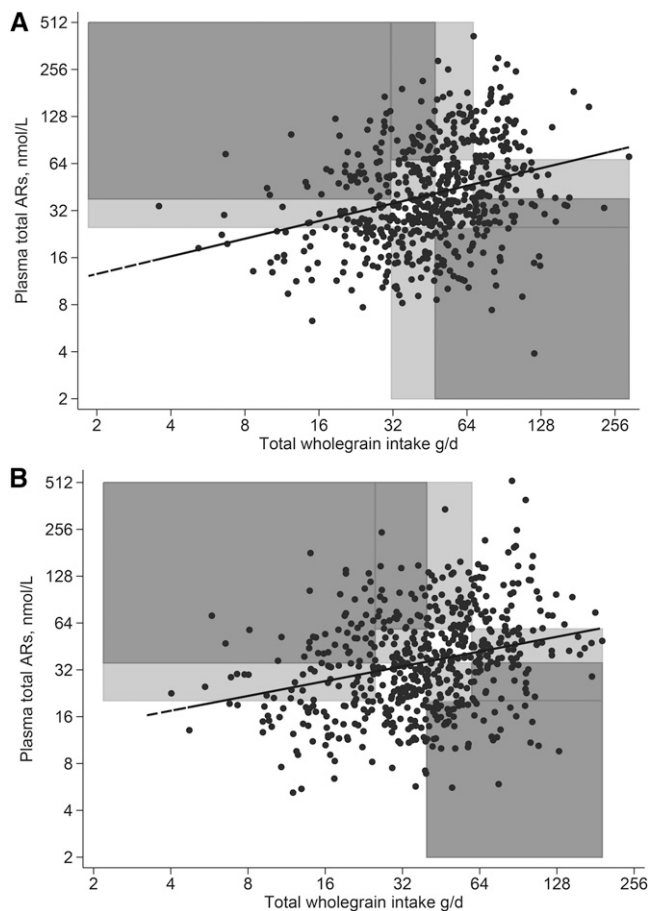 A
512
256
128
64
32
16
8
4
2
Plasma total ARs, nmol/L
2 4 8 16 32 64 128 256
Total wholegrain intake g/d
B
512
256
128
64
32
16
8
4
2
Plasma total ARs, nmol/L
2 4 8 16 32 64 128 256
Total wholegrain intake g/d